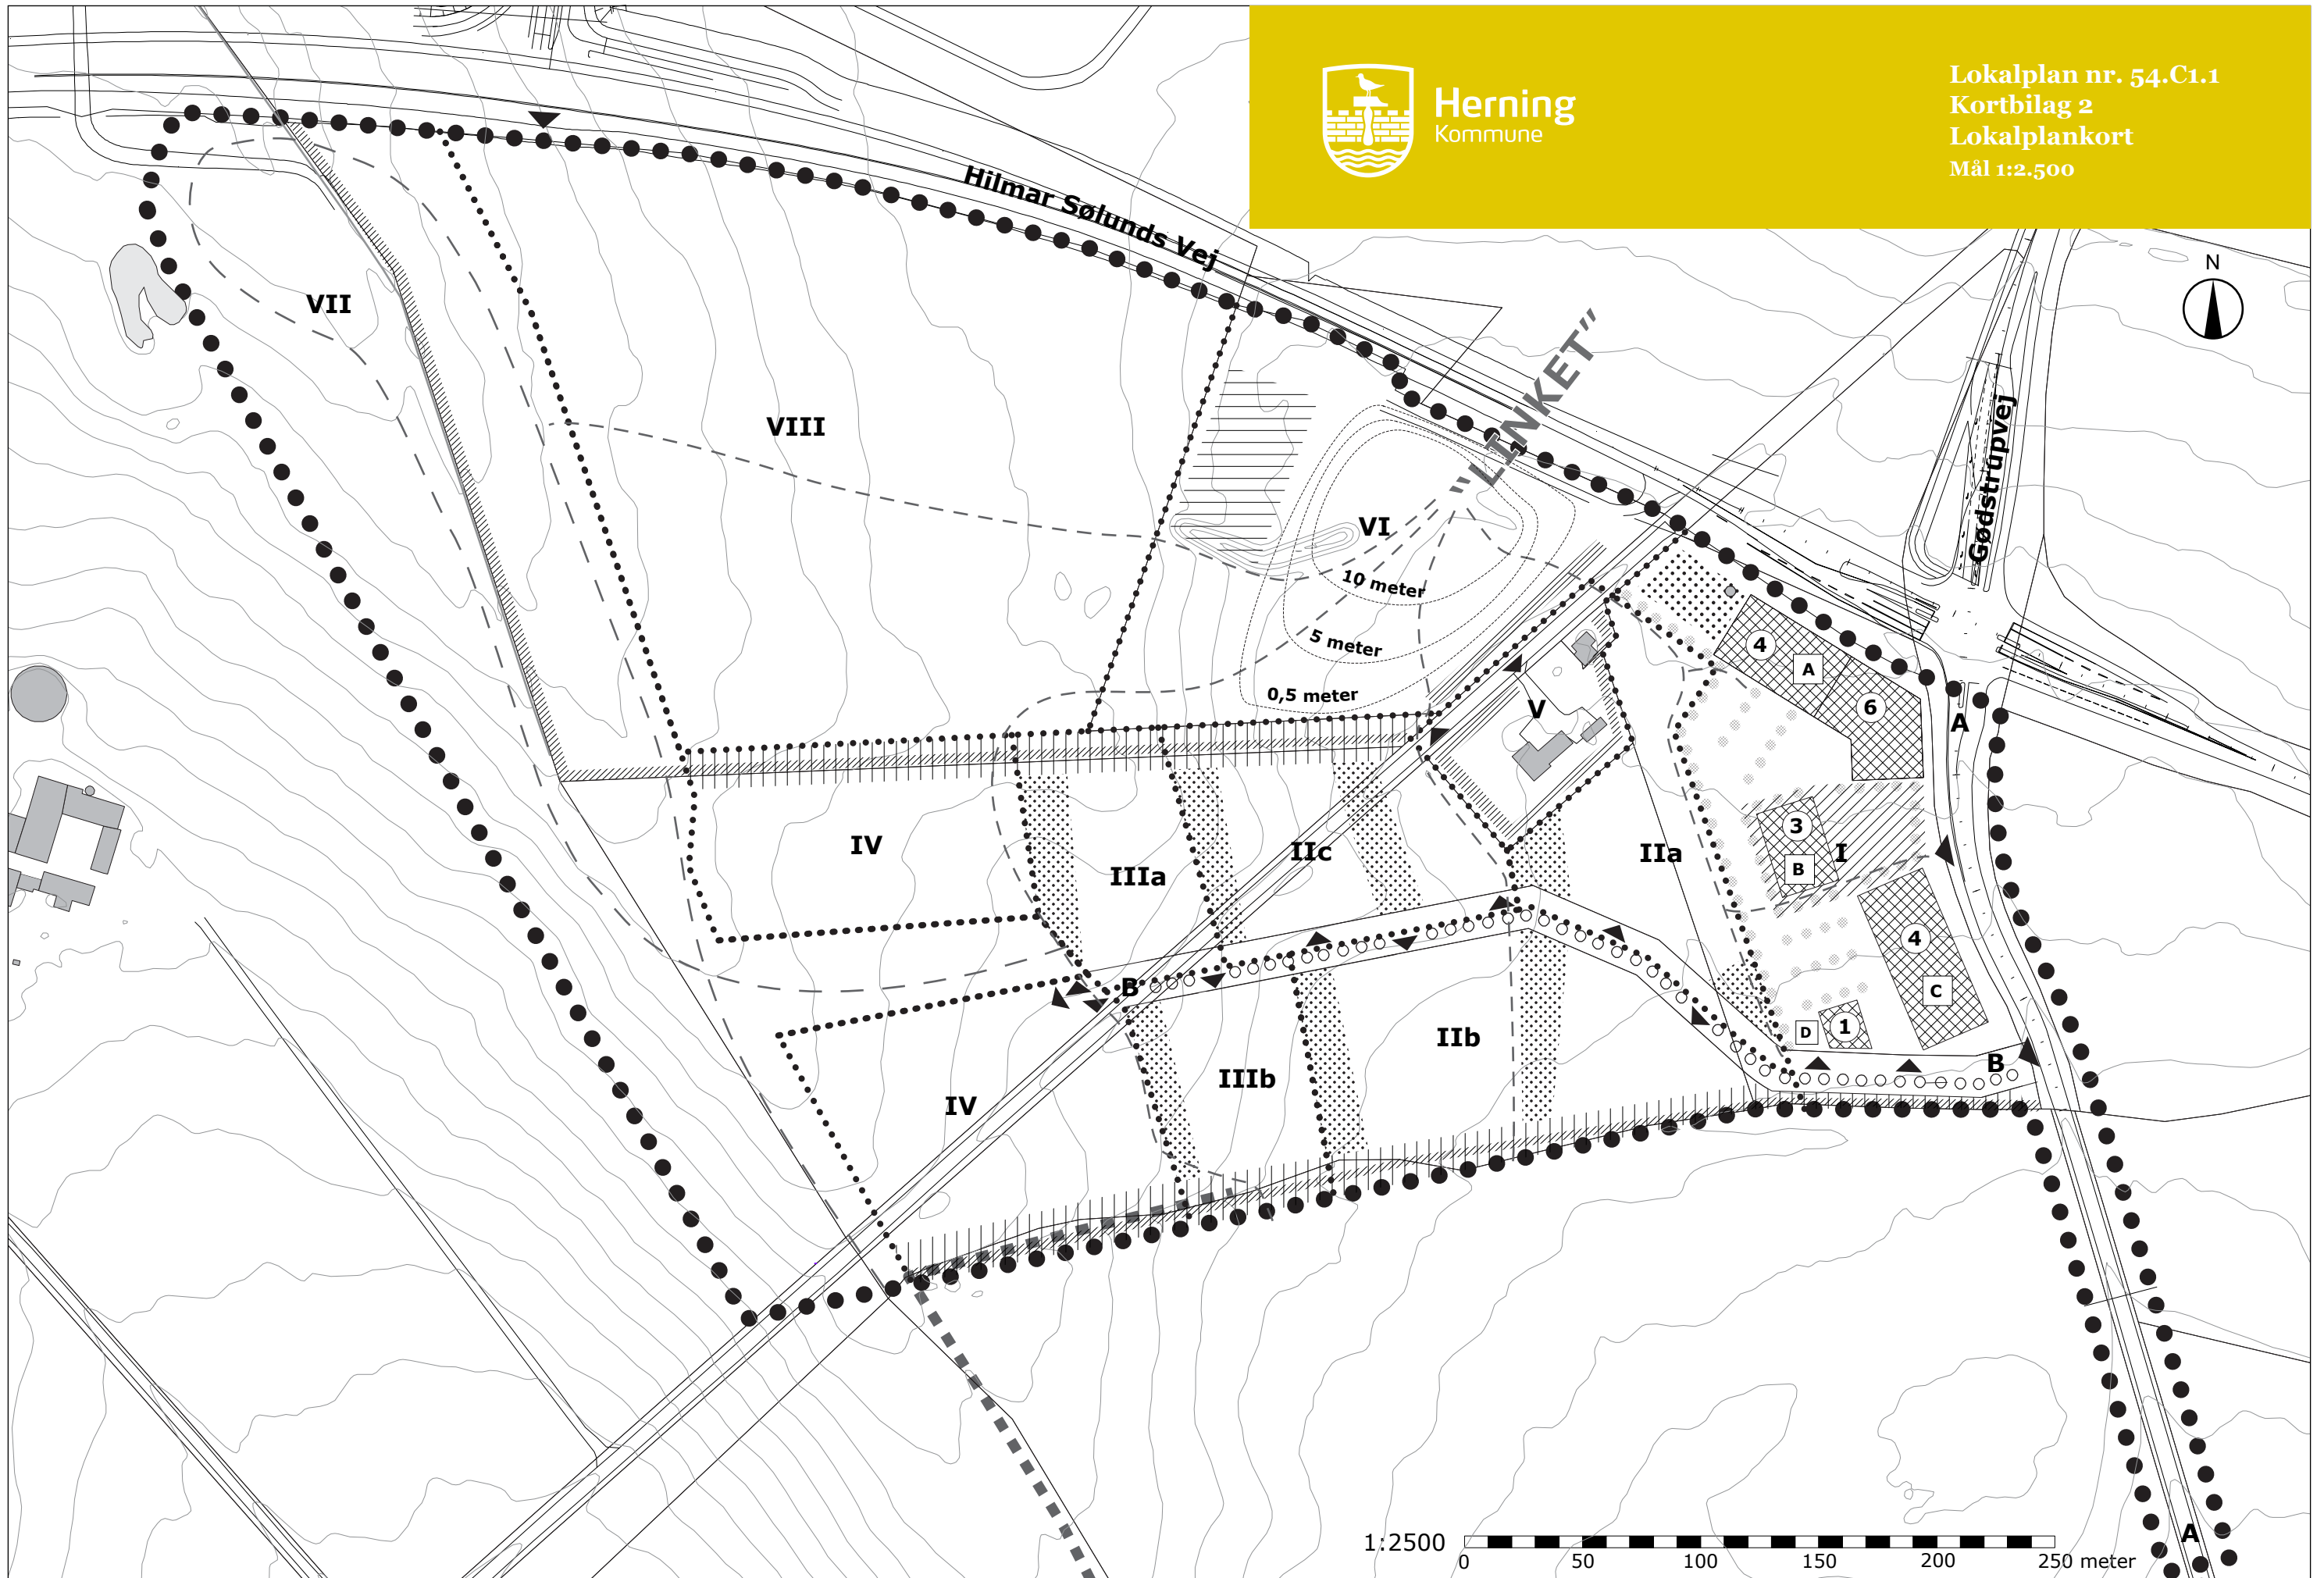 Herning
Kommune
Lokalplan nr. 54.C1.1
Kortbilag 2
Lokalplankort
Mål 1:2.500
N
Hilmar Sølunds Vej
Gødstrupvej
"LINKET"
VII
VIII
VI
10 meter
5 meter
0,5 meter
V
4
A
6
A
3
B
I
IV
IIIa
IIc
IIa
4
C
B
D
1
B
IIb
IIIb
IV
A
1:2500
0 50 100 150 200 250 meter